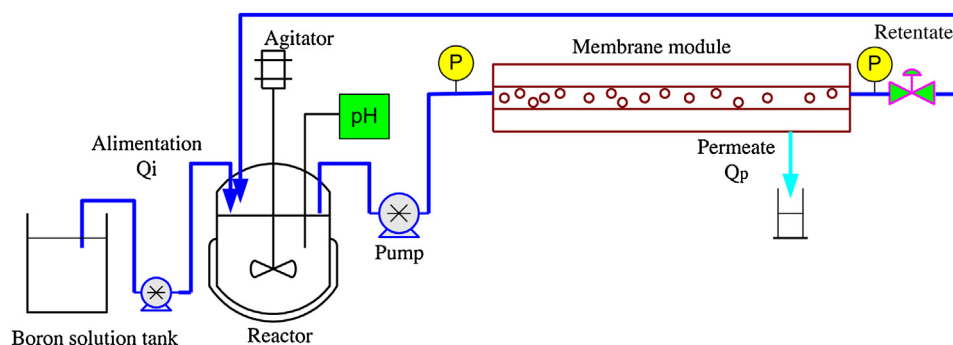 Agitator
Membrane module
Retentate
P
P
pH
Alimentation
Qi
Permeate
Qp
Pump
Boron solution tank
Reactor